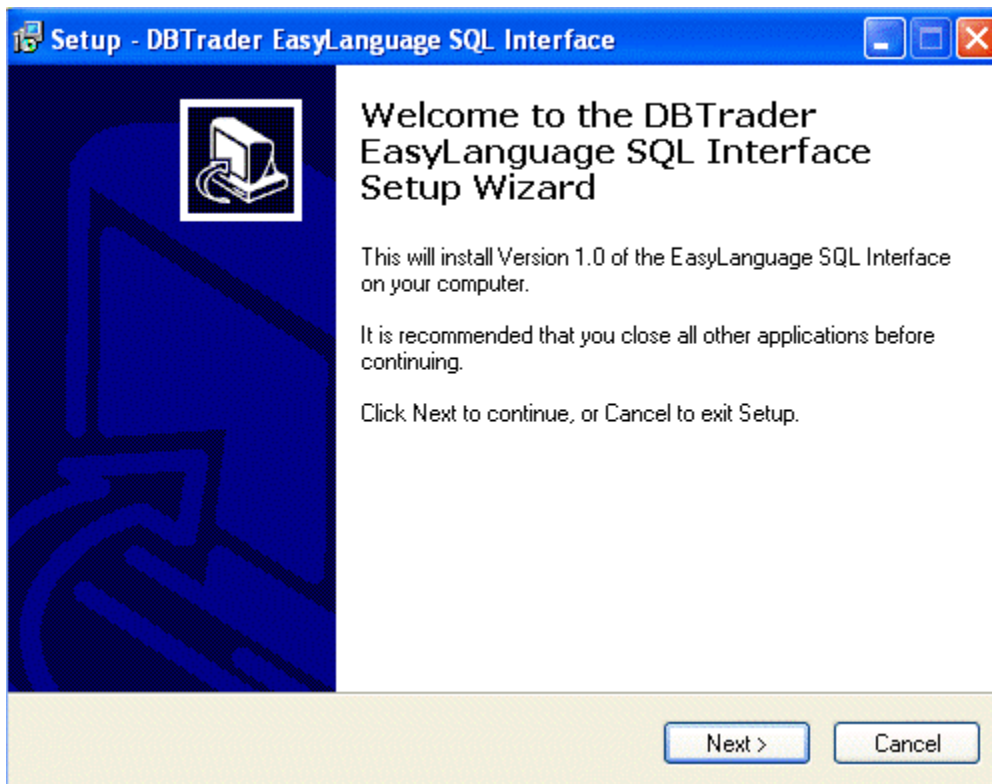 Setup - DBTrader EasyLanguage SQL Interface
Welcome to the DBTrader
EasyLanguage SQL Interface
Setup Wizard
This will install Version 1.0 of the EasyLanguage SQL Interface
on your computer.
It is recommended that you close all other applications before
continuing.
Click Next to continue, or Cancel to exit Setup.
Next >
Cancel